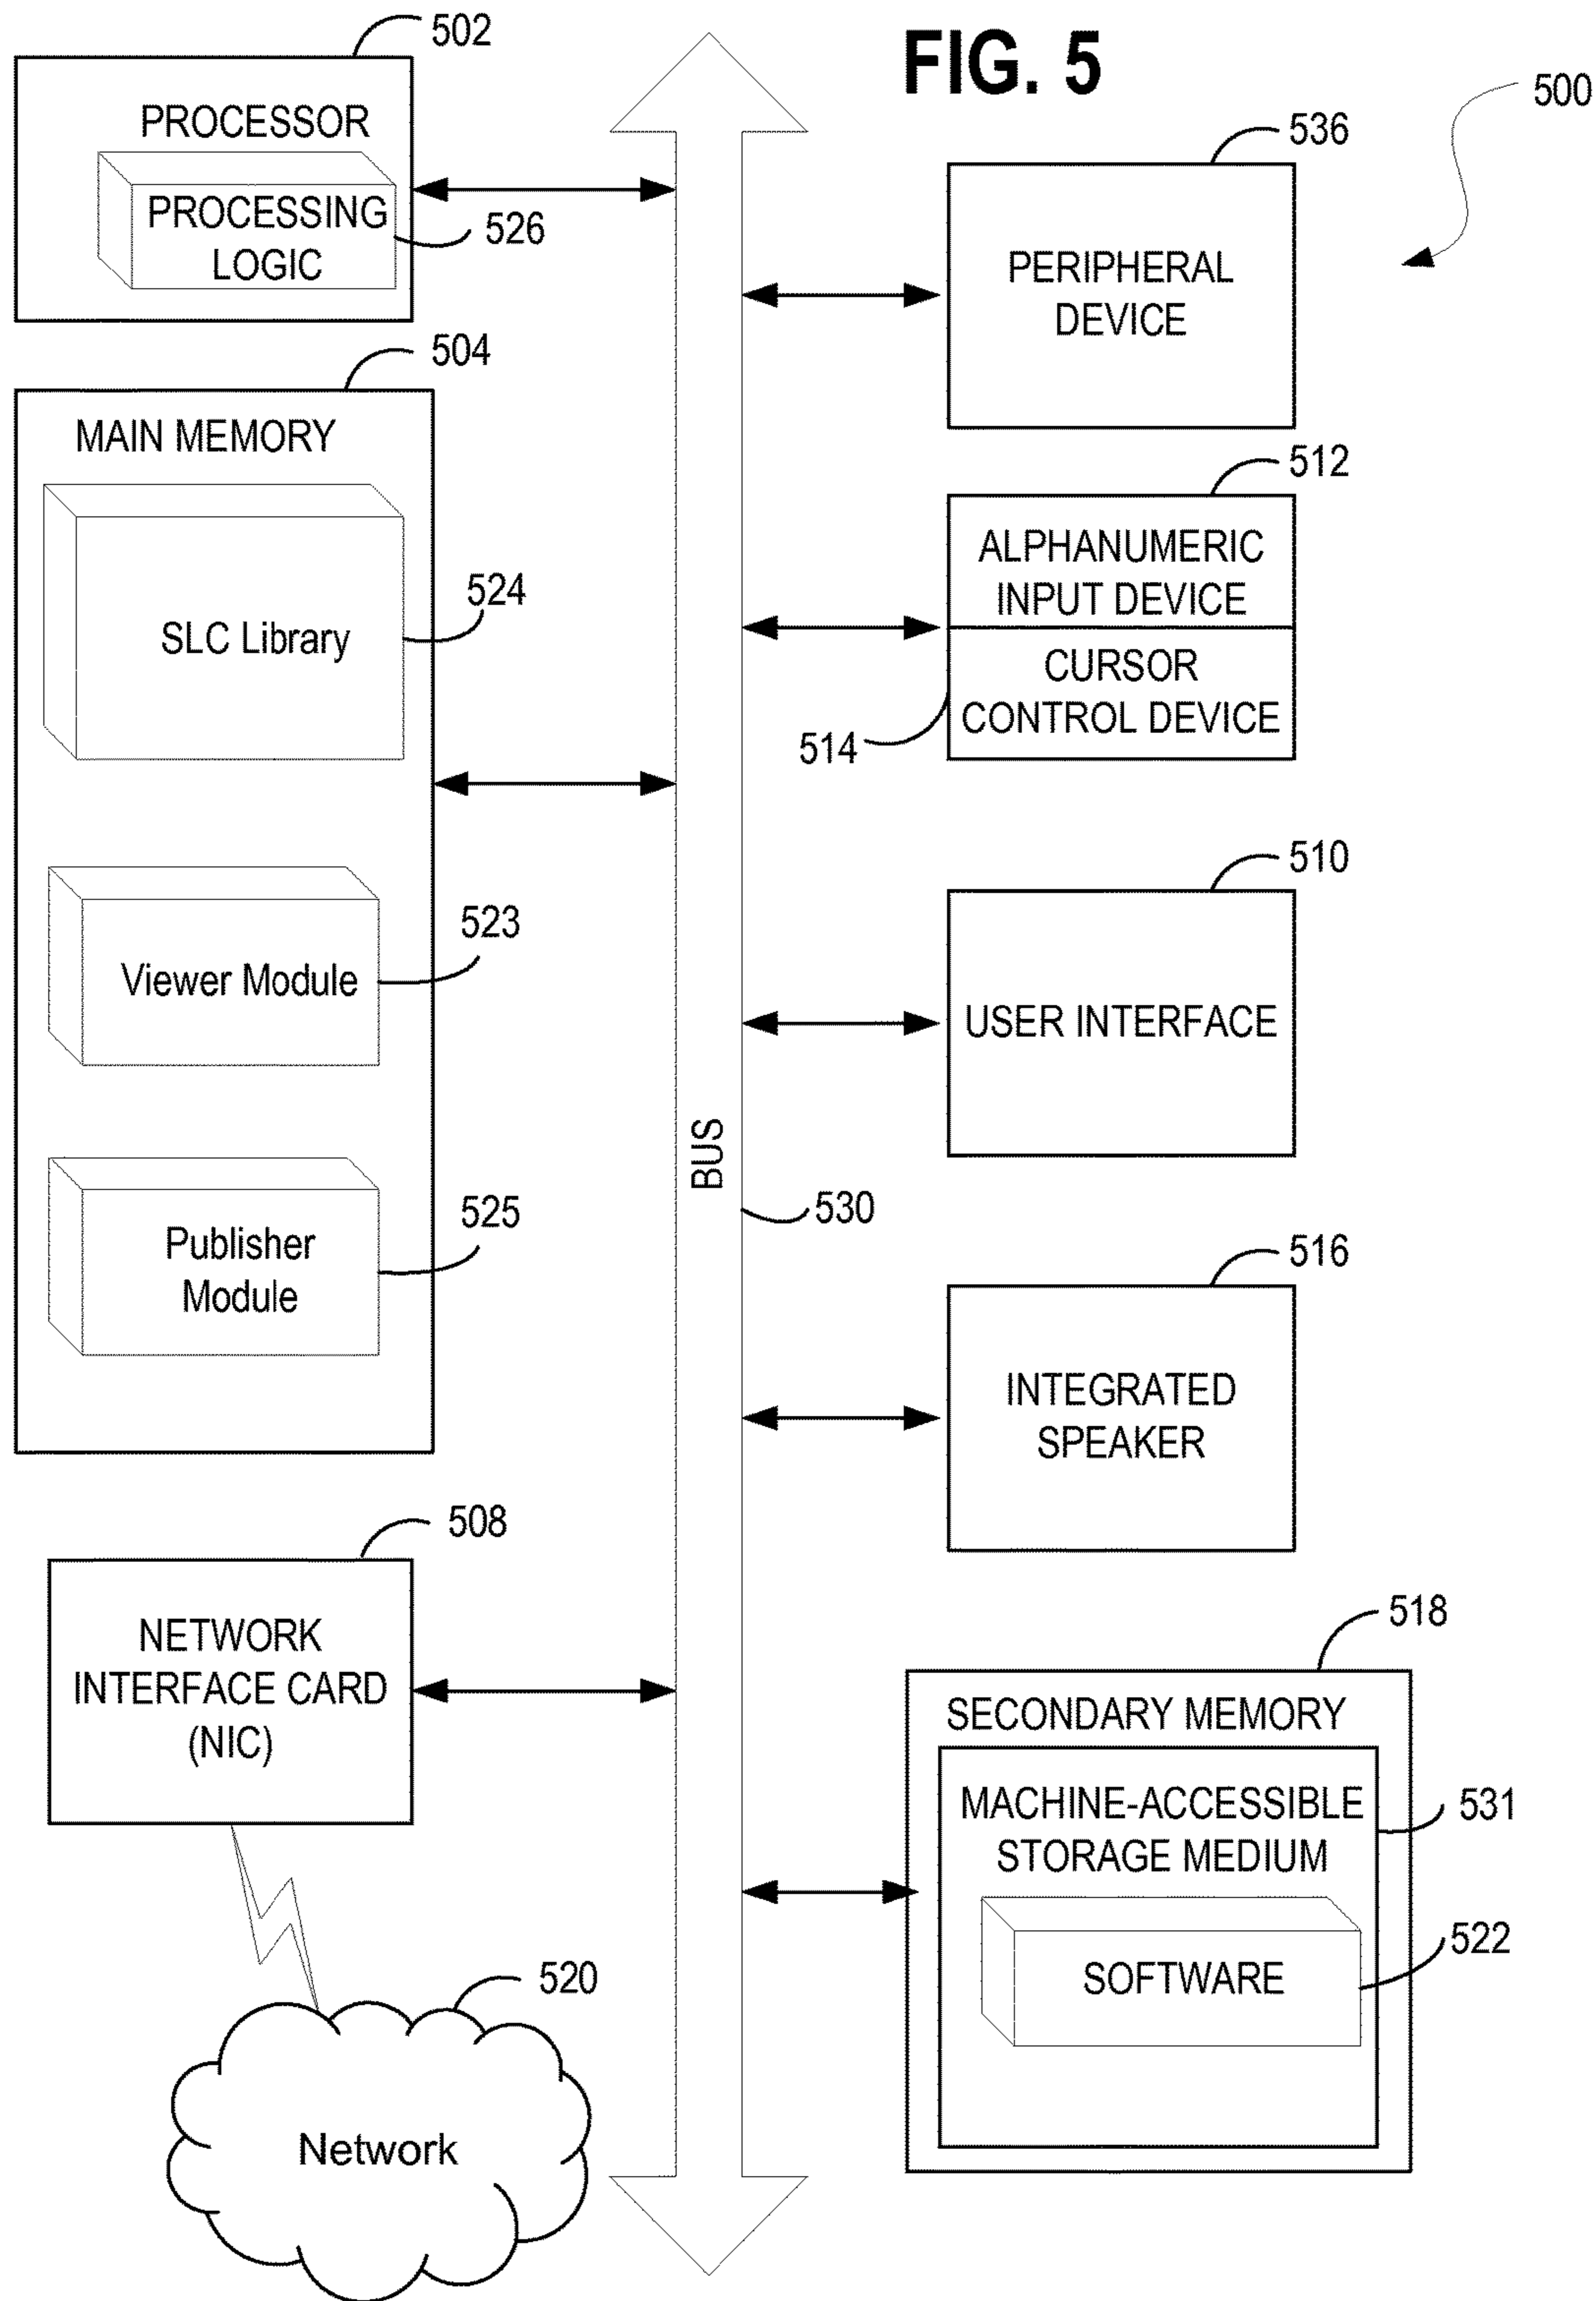 FIG. 5
500
502
PROCESSOR
PROCESSING
LOGIC
526
504
MAIN MEMORY
SLC Library
524
Viewer Module
523
Publisher
Module
525
508
NETWORK
INTERFACE CARD
(NIC)
520
Network
BUS
530
536
PERIPHERAL
DEVICE
512
ALPHANUMERIC
INPUT DEVICE
CURSOR
CONTROL DEVICE
514
510
USER INTERFACE
516
INTEGRATED
SPEAKER
518
SECONDARY MEMORY
MACHINE-ACCESSIBLE
STORAGE MEDIUM
531
SOFTWARE
522